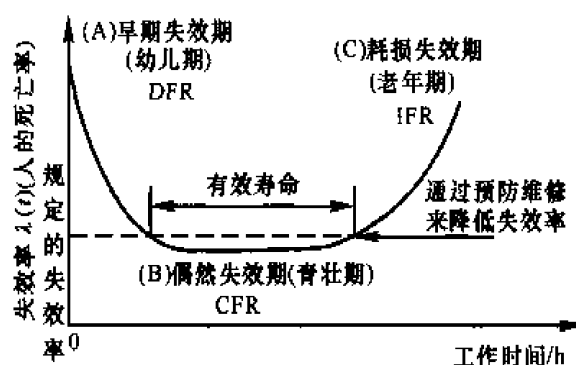 (A)早期失效期
(幼儿期)
DFR
(C)耗损失效期
(老年期)
IFR
失效率λ(t)(人的死亡率)
规定的失效率
有效寿命
通过预防维修
来降低失效率
(B)偶然失效期(青壮期)
CFR
0
工作时间/h